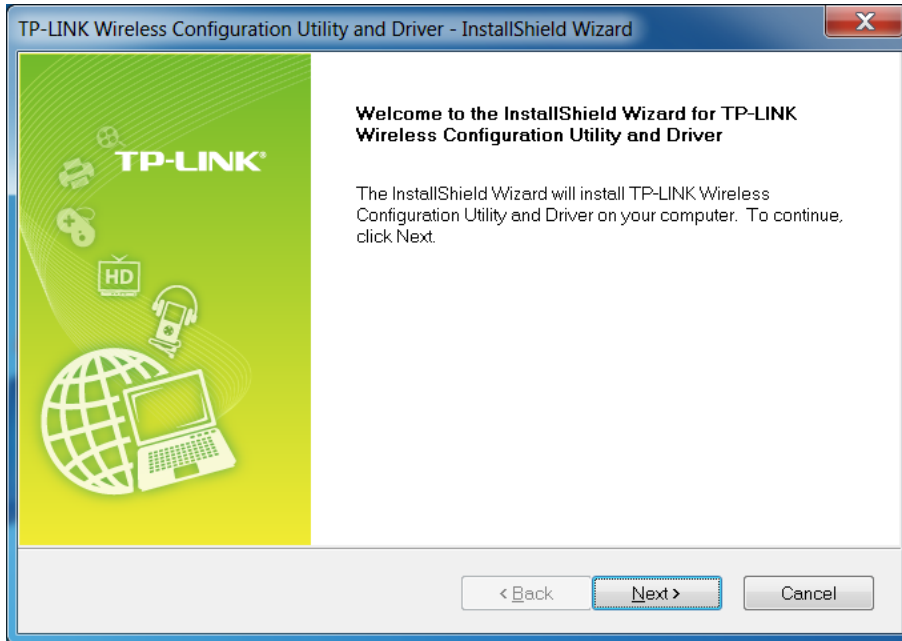 TP-LINK Wireless Configuration Utility and Driver - InstallShield Wizard
TP-LINK®
HD
Welcome to the InstallShield Wizard for TP-LINK
Wireless Configuration Utility and Driver
The InstallShield Wizard will install TP-LINK Wireless
Configuration Utility and Driver on your computer. To continue,
click Next.
< Back
Next >
Cancel